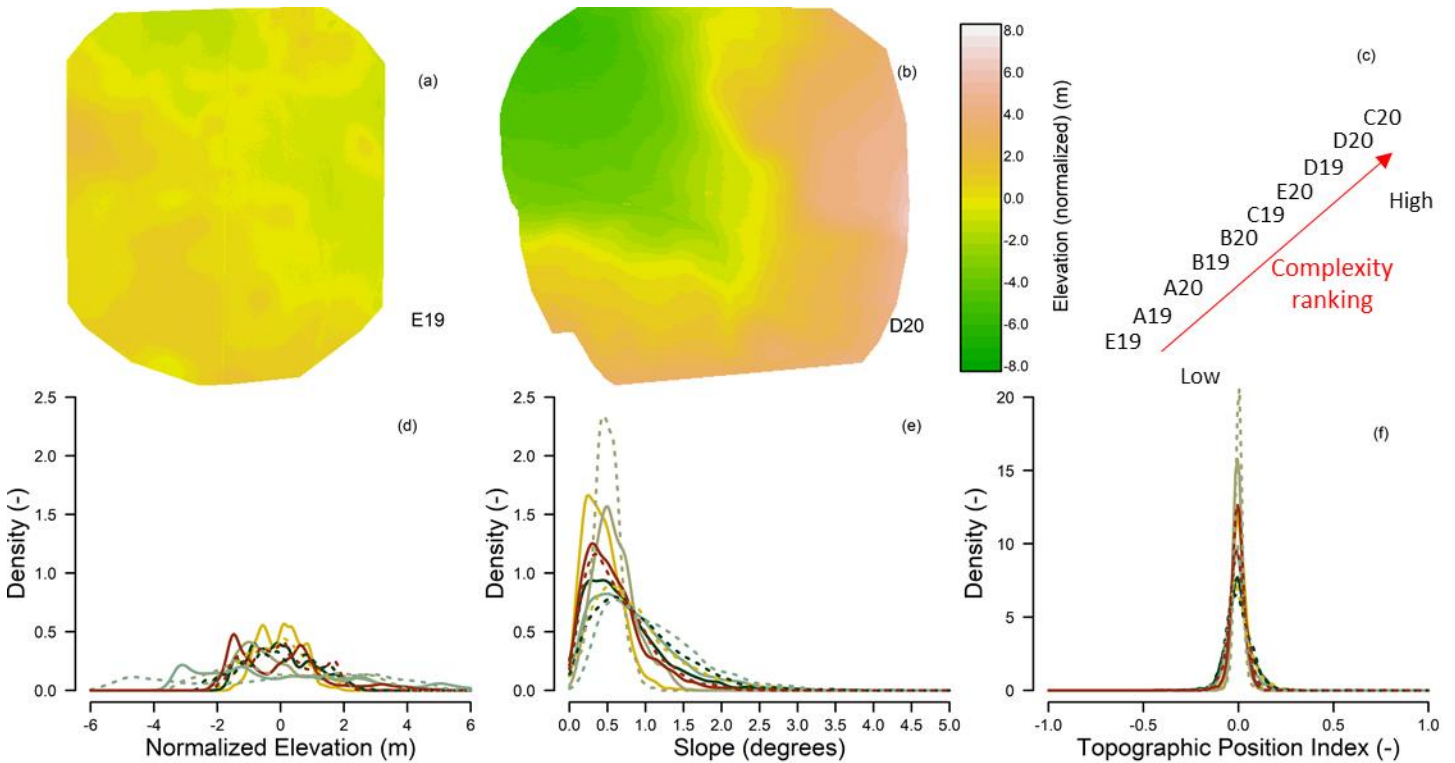 (a)
E19
(b)
D20
8.0
6.0
4.0
2.0
0.0
-2.0
-4.0
-6.0
-8.0
Elevation (normalized) (m)
(c)
C20
D20
D19
E20
C19
B20
B19
A20
A19
E19
High
Complexity
ranking
Low
2.5
2.0
1.5
1.0
0.5
0.0
Density (-)
(d)
-6 -4 -2 0 2 4 6
Normalized Elevation (m)
2.5
2.0
1.5
1.0
0.5
0.0
Density (-)
(e)
0.0 0.5 1.0 1.5 2.0 2.5 3.0 3.5 4.0 4.5 5.0
Slope (degrees)
20
15
10
5
0
Density (-)
(f)
-1.0 -0.5 0.0 0.5 1.0
Topographic Position Index (-)